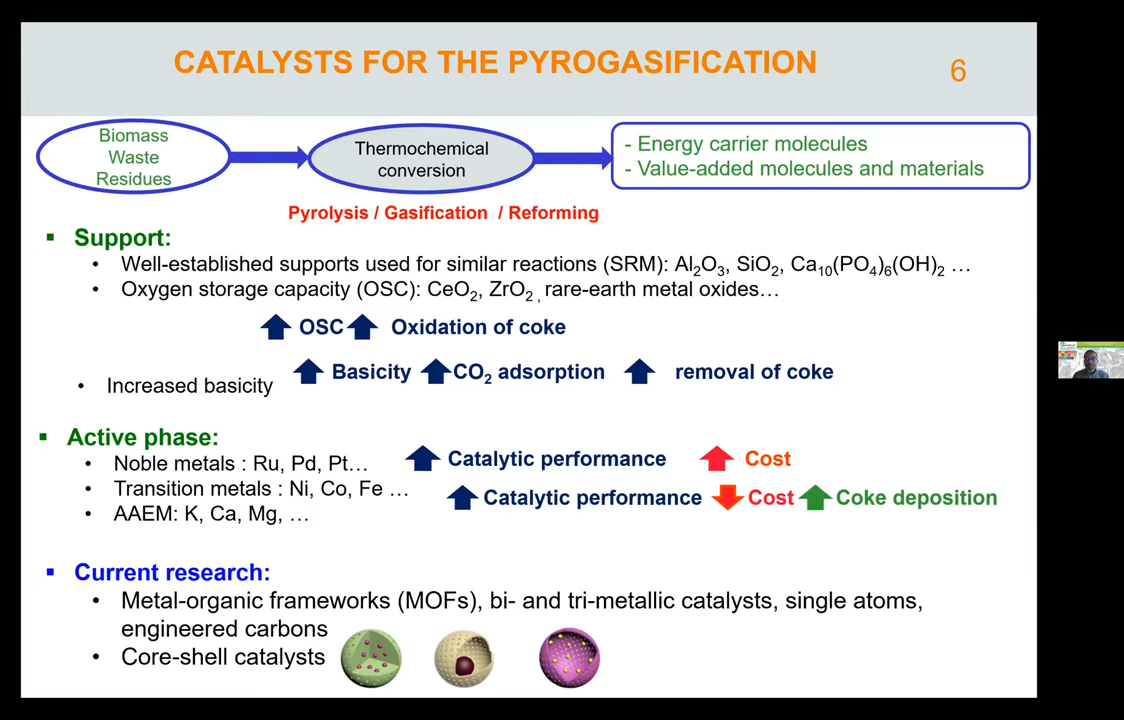 CATALYSTS FOR THE PYROGASIFICATION
6
Biomass
Waste
Residues
Thermochemical
conversion
- Energy carrier molecules
- Value-added molecules and materials
Pyrolysis / Gasification / Reforming
▪ Support:
• Well-established supports used for similar reactions (SRM): Al₂O₃, SiO₂, Ca₁₀(PO₄)₆(OH)₂ …
• Oxygen storage capacity (OSC): CeO₂, ZrO₂ , rare-earth metal oxides…
OSC Oxidation of coke
• Increased basicity
Basicity CO₂ adsorption removal of coke
▪ Active phase:
• Noble metals : Ru, Pd, Pt…
Catalytic performance Cost
• Transition metals : Ni, Co, Fe …
Catalytic performance Cost Coke deposition
• AAEM: K, Ca, Mg, …
▪ Current research:
• Metal-organic frameworks (MOFs), bi- and tri-metallic catalysts, single atoms,
engineered carbons
• Core-shell catalysts